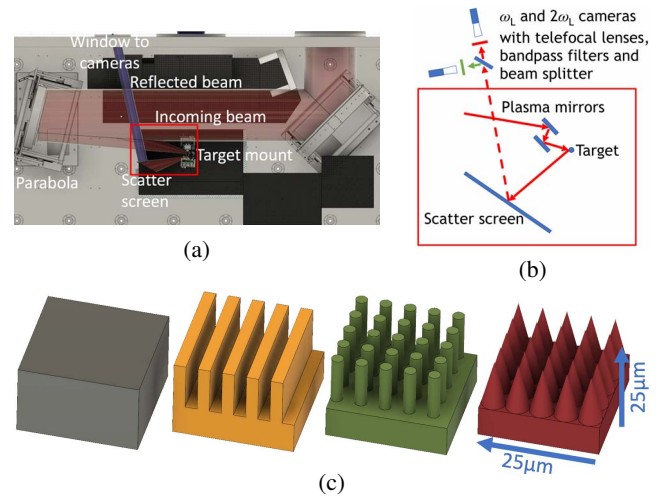 Window to
cameras
Reflected beam
Incoming beam
Target mount
Parabola
Scatter
screen
(a)
ω_L and 2ω_L cameras
with telefocal lenses,
bandpass filters and
beam splitter
Plasma mirrors
Target
Scatter screen
(b)
25μm
25μm
(c)